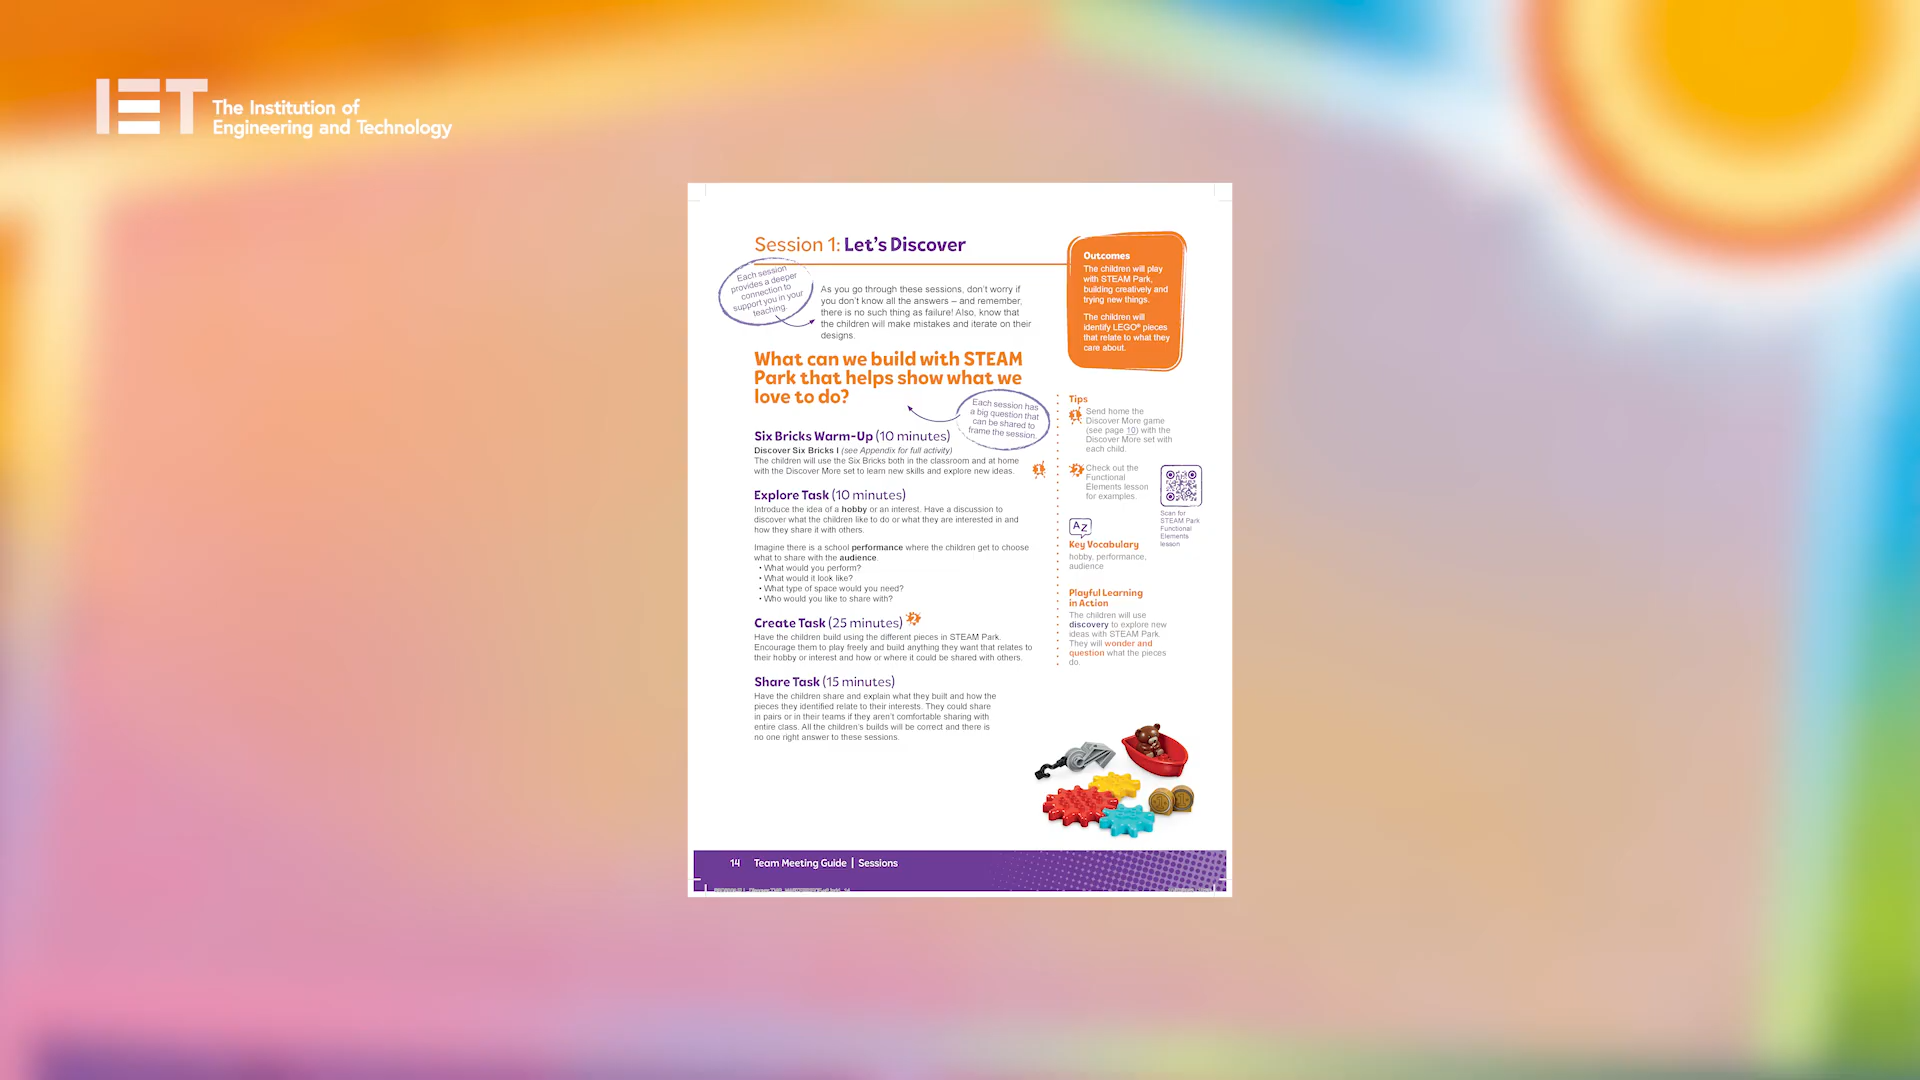 IET The Institution of
Engineering and Technology
Session 1: Let's Discover
Each session
provides a deeper
connection to
support you in your
teaching.
As you go through these sessions, don't worry if
you don't know all the answers – and remember,
there is no such thing as failure! Also, know that
the children will make mistakes and iterate on their
designs.
What can we build with STEAM
Park that helps show what we
love to do?
Each session has
a big question that
can be shared to
frame the session.
Six Bricks Warm-Up (10 minutes)
Discover Six Bricks I (see Appendix for full activity)
The children will use the Six Bricks both in the classroom and at home
with the Discover More set to learn new skills and explore new ideas.
1
Explore Task (10 minutes)
Introduce the idea of a hobby or an interest. Have a discussion to
discover what the children like to do or what they are interested in and
how they share it with others.
Imagine there is a school performance where the children get to choose
what to share with the audience.
• What would you perform?
• What would it look like?
• What type of space would you need?
• Who would you like to share with?
Create Task (25 minutes) 2
Have the children build using the different pieces in STEAM Park.
Encourage them to play freely and build anything they want that relates to
their hobby or interest and how or where it could be shared with others.
Share Task (15 minutes)
Have the children share and explain what they built and how the
pieces they identified relate to their interests. They could share
in pairs or in their teams if they aren't comfortable sharing with
entire class. All the children's builds will be correct and there is
no one right answer to these sessions.
Outcomes
The children will play
with STEAM Park,
building creatively and
trying new things.
The children will
identify LEGO® pieces
that relate to what they
care about.
Tips
1 Send home the
Discover More game
(see page 10) with the
Discover More set with
each child.
2 Check out the
Functional
Elements lesson
for examples.
Scan for
STEAM Park
Functional
Elements
lesson
AZ
Key Vocabulary
hobby, performance,
audience
Playful Learning
in Action
The children will use
discovery to explore new
ideas with STEAM Park.
They will wonder and
question what the pieces
do.
14 Team Meeting Guide | Sessions